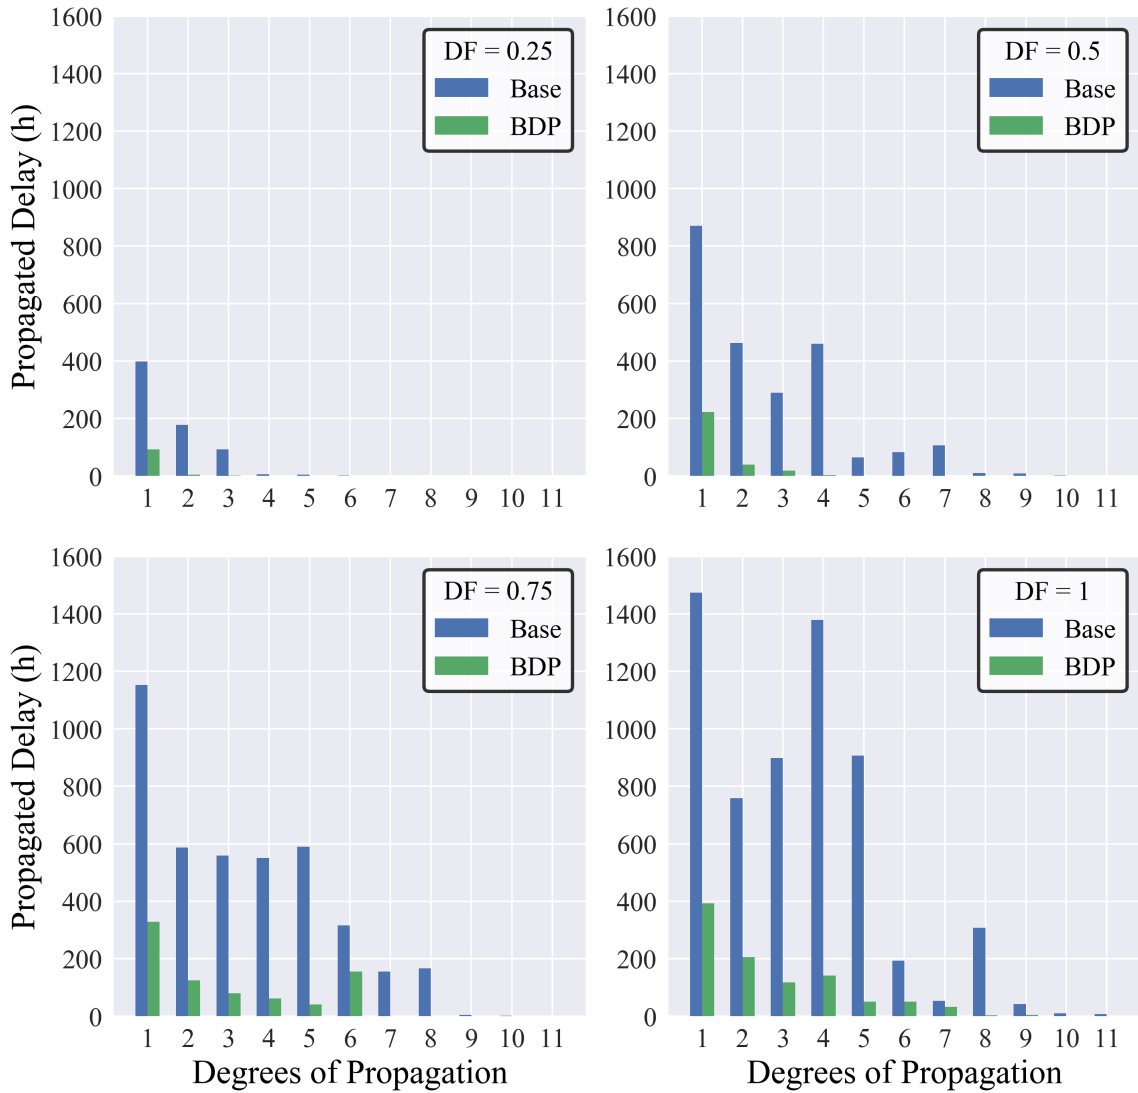 1600
1400
1200
1000
800
600
400
200
0
Propagated Delay (h)
DF = 0.25
Base
BDP
1 2 3 4 5 6 7 8 9 10 11
1600
1400
1200
1000
800
600
400
200
0
DF = 0.5
Base
BDP
1 2 3 4 5 6 7 8 9 10 11
1600
1400
1200
1000
800
600
400
200
0
Propagated Delay (h)
DF = 0.75
Base
BDP
1 2 3 4 5 6 7 8 9 10 11
Degrees of Propagation
1600
1400
1200
1000
800
600
400
200
0
DF = 1
Base
BDP
1 2 3 4 5 6 7 8 9 10 11
Degrees of Propagation